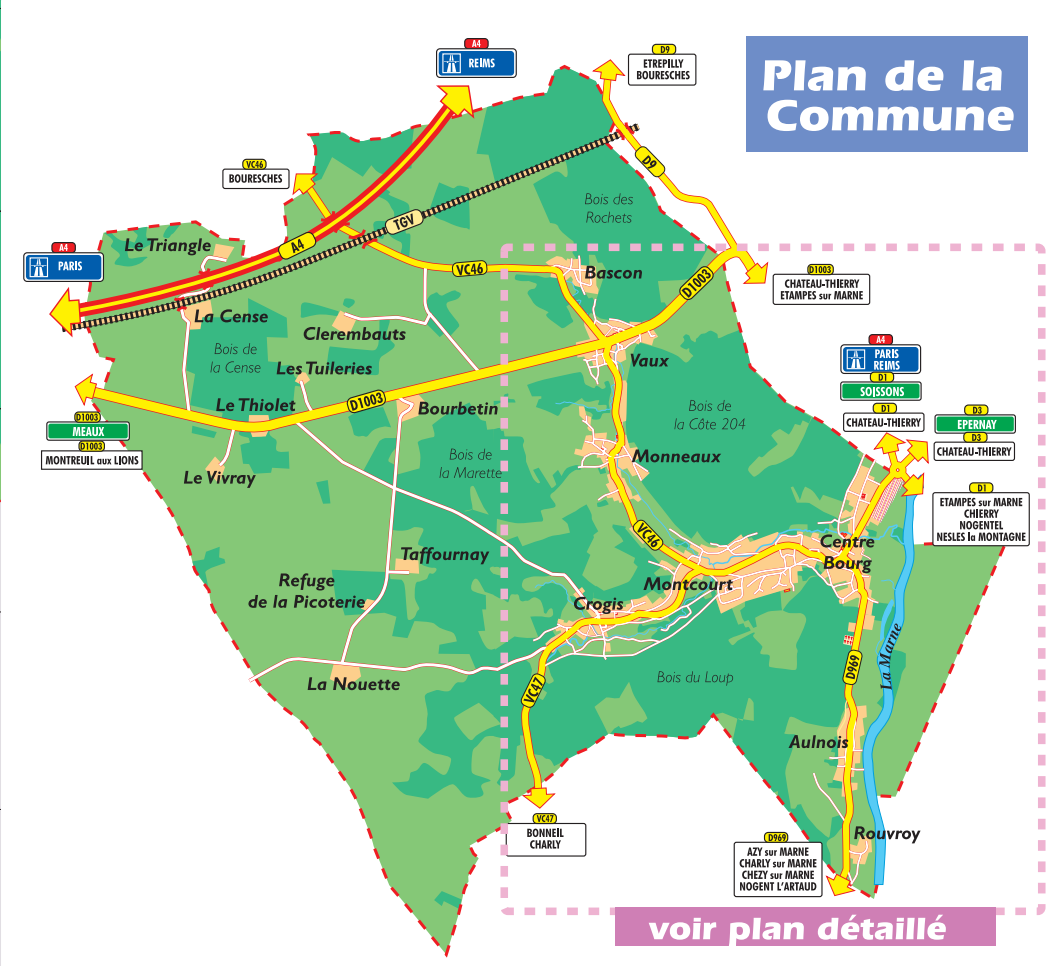 Plan de la
Commune
A4
REIMS
D9
ETREPILLY
BOURESCHES
D9
VC46
BOURESCHES
TGV
A4
Bois des
Rochets
Le Triangle
A4
PARIS
VC46
Bascon
D1003
D1003
CHATEAU-THIERRY
ETAMPES sur MARNE
La Cense
Clerembauts
Bois de
la Cense
Les Tuileries
Vaux
A4
PARIS
REIMS
D1
SOISSONS
D1
CHATEAU-THIERRY
D3
EPERNAY
D3
CHATEAU-THIERRY
Le Thiolet
D1003
Bourbetin
Bois de
la Côte 204
D1003
MEAUX
D1003
MONTREUIL aux LIONS
Le Vivray
Bois de
la Marette
Monneaux
D1
ETAMPES sur MARNE
CHIERRY
NOGENTEL
NESLES la MONTAGNE
VC46
Centre
Bourg
Taffournay
Montcourt
Refuge
de la Picoterie
Crogis
La Marne
D969
La Nouette
VC47
Bois du Loup
Aulnois
VC47
BONNEIL
CHARLY
Rouvroy
D969
AZY sur MARNE
CHARLY sur MARNE
CHEZY sur MARNE
NOGENT L'ARTAUD
voir plan détaillé